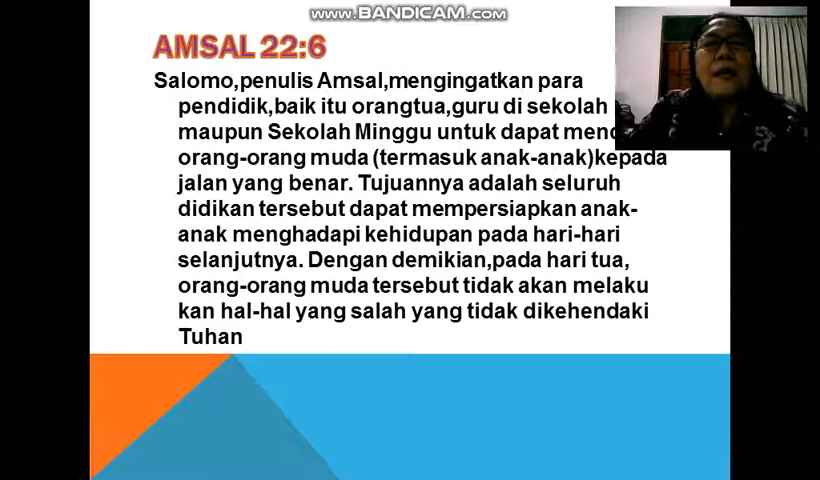 WWW.BANDICAM.COM
AMSAL 22:6
Salomo,penulis Amsal,mengingatkan para
pendidik,baik itu orangtua,guru di sekolah
maupun Sekolah Minggu untuk dapat
orang-orang muda (termasuk anak-anak)kepada
jalan yang benar. Tujuannya adalah seluruh
didikan tersebut dapat mempersiapkan anak-
anak menghadapi kehidupan pada hari-hari
selanjutnya. Dengan demikian,pada hari tua,
orang-orang muda tersebut tidak akan melaku
kan hal-hal yang salah yang tidak dikehendaki
Tuhan